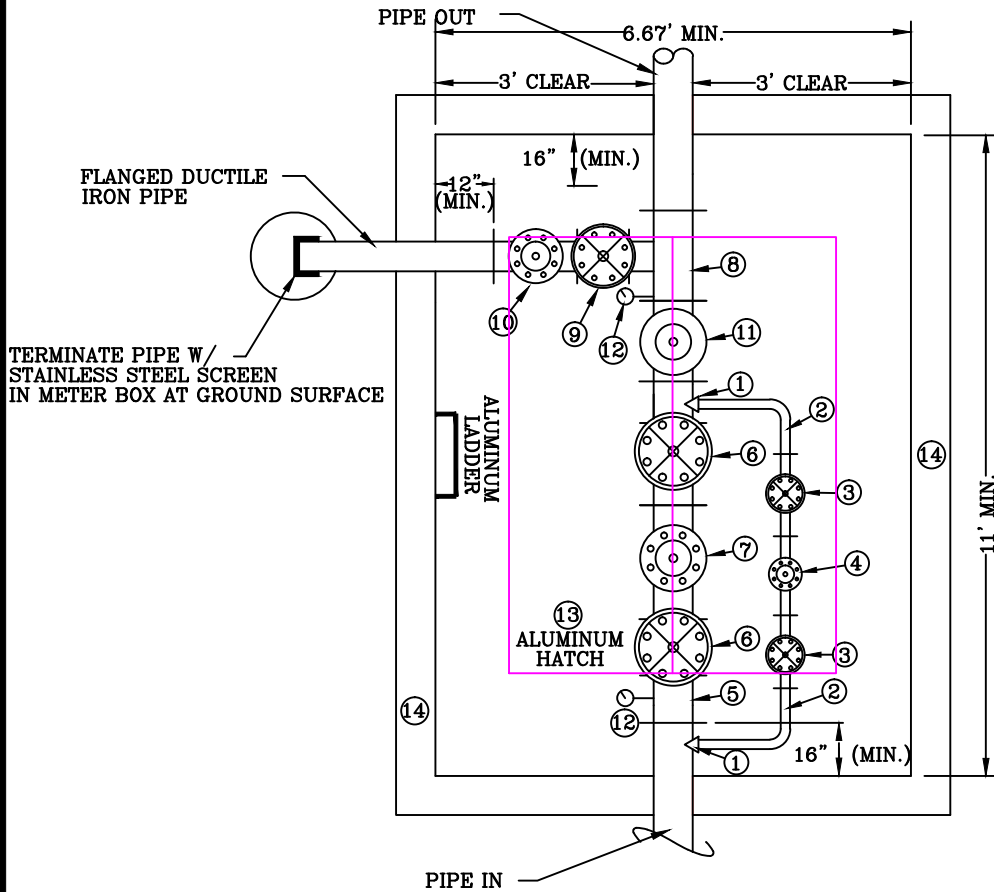 PIPE OUT
6.67' MIN.
3' CLEAR
3' CLEAR
16" (MIN.)
FLANGED DUCTILE
IRON PIPE
12"
(MIN.)
8
10
9
12
11
TERMINATE PIPE W/
STAINLESS STEEL SCREEN
IN METER BOX AT GROUND SURFACE
1
2
ALUMINUM
LADDER
6
14
3
11' MIN.
7
4
13
ALUMINUM
HATCH
6
3
5
2
14
12
1
16" (MIN.)
PIPE IN